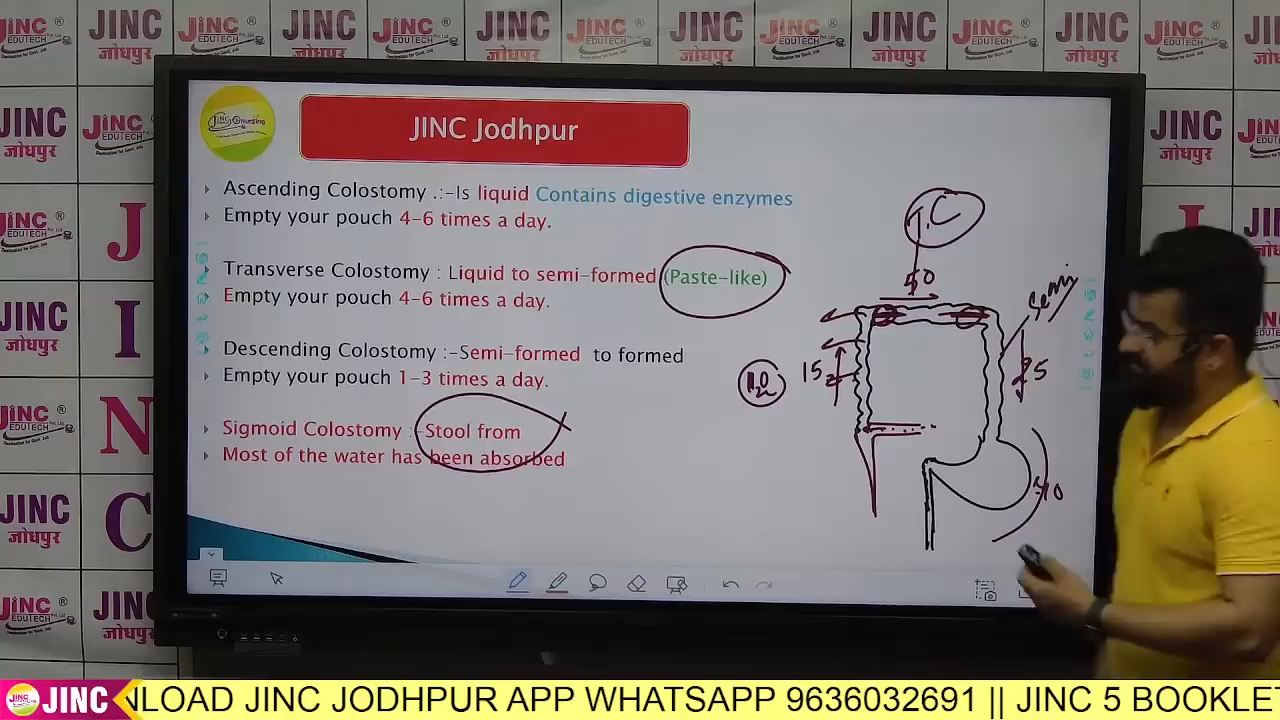 JINC Jodhpur
Ascending Colostomy .:-Is liquid Contains digestive enzymes
Empty your pouch 4-6 times a day.
Transverse Colostomy : Liquid to semi-formed (Paste-like)
Empty your pouch 4-6 times a day.
Descending Colostomy :-Semi-formed to formed
Empty your pouch 1-3 times a day.
Sigmoid Colostomy : -Stool from
Most of the water has been absorbed
T.C
50
Semi
15
H2O
25
40
JINC
EDUTECH
जोधपुर
J
I
N
C
JINC
NLOAD JINC JODHPUR APP WHATSAPP 9636032691 || JINC 5 BOOKLET